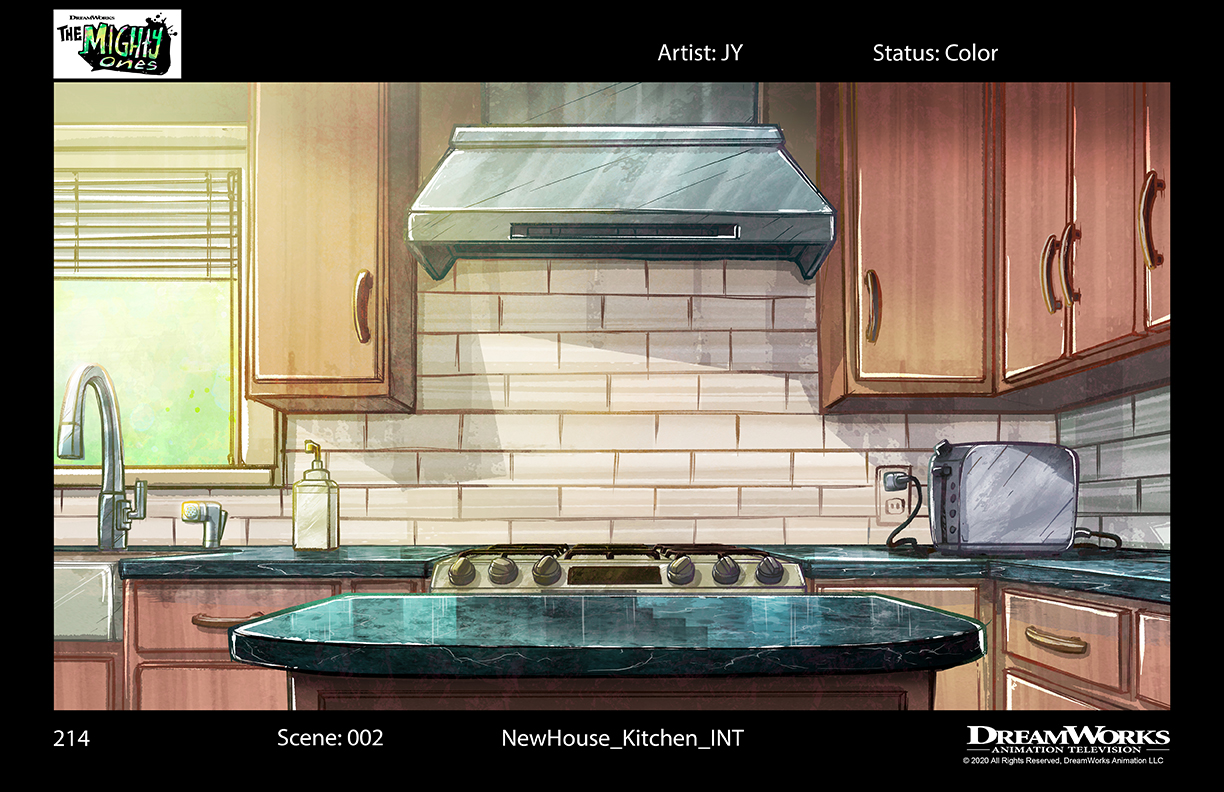 DREAMWORKS
THE MIGHTY
ONES
Artist: JY
Status: Color
214
Scene: 002
NewHouse_Kitchen_INT
DREAMWORKS
ANIMATION TELEVISION
© 2020 All Rights Reserved, DreamWorks Animation LLC